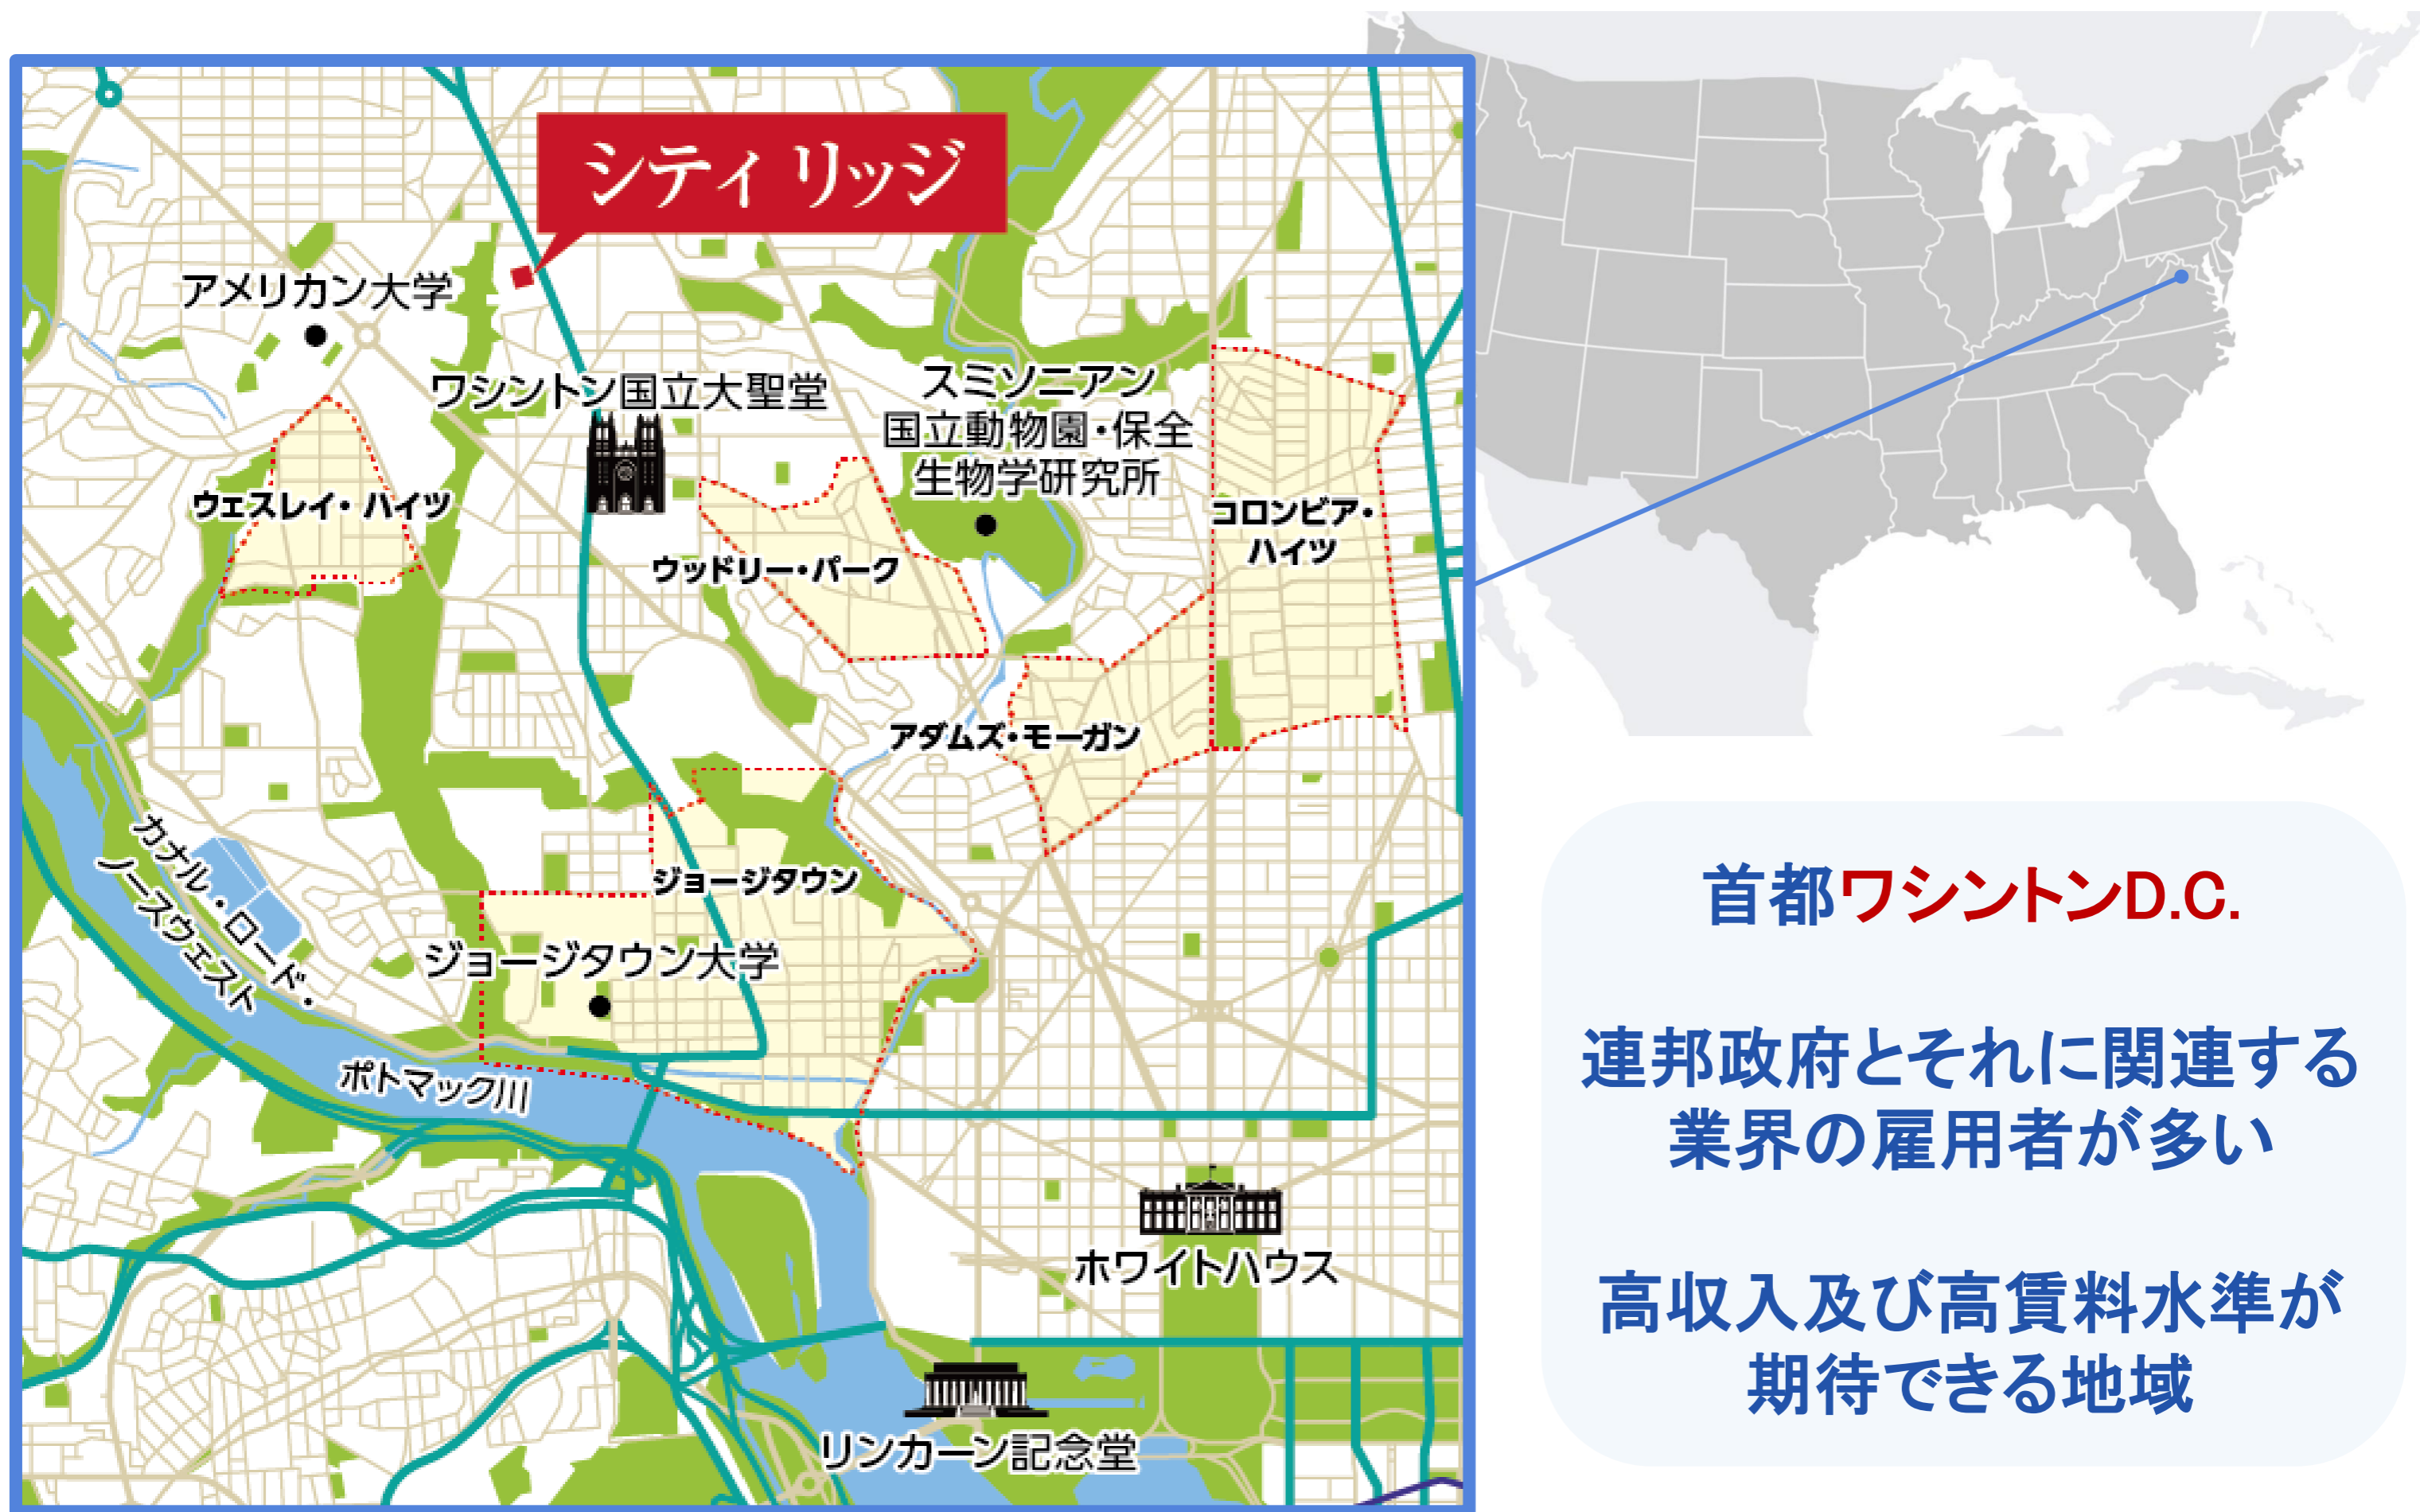 シティ リッジ
アメリカン大学
ワシントン国立大聖堂
スミソニアン
国立動物園・保全
生物学研究所
ウェスレイ・ハイツ
コロンビア・
ハイツ
ウッドリー・パーク
アダムズ・モーガン
カナル・ロード・
ノースウェスト
ジョージタウン
ジョージタウン大学
ポトマック川
ホワイトハウス
リンカーン記念堂
首都ワシントンD.C.
連邦政府とそれに関連する
業界の雇用者が多い
高収入及び高賃料水準が
期待できる地域